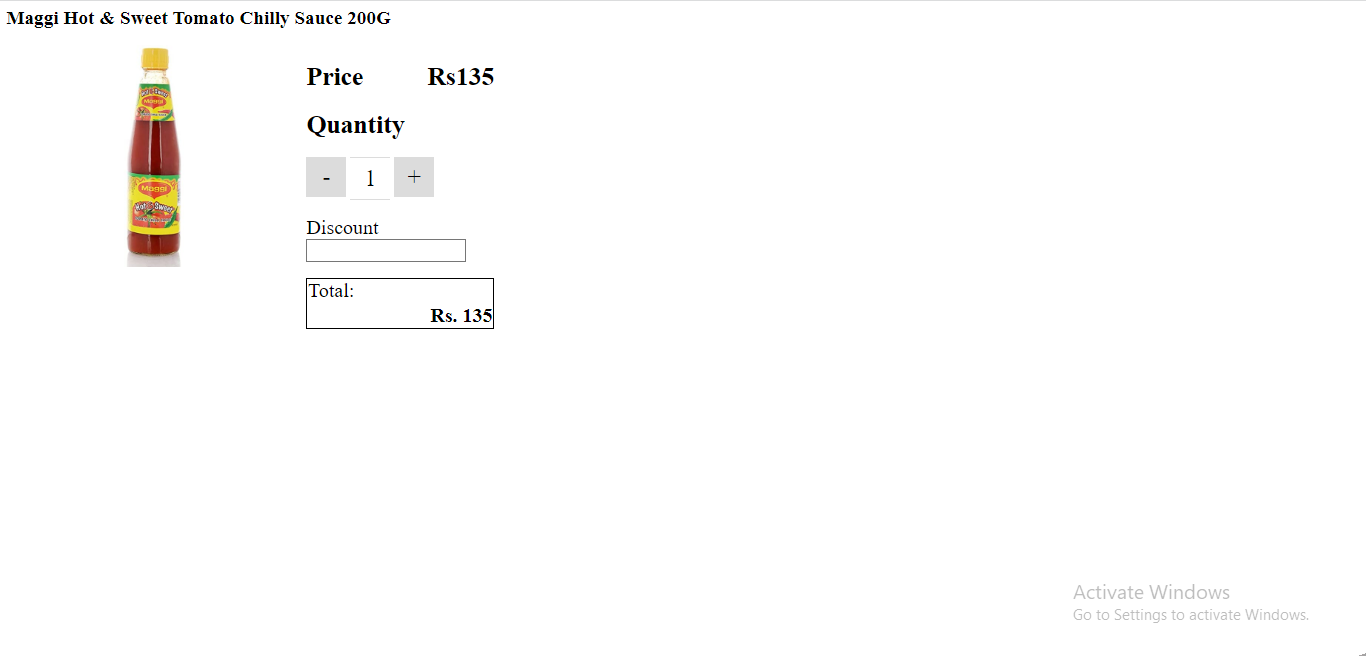 Maggi Hot & Sweet Tomato Chilly Sauce 200G
Maggi
Maggi
Hot & Sweet
Price Rs135
Quantity
- 1 +
Discount
Total:
Rs. 135
Activate Windows
Go to Settings to activate Windows.